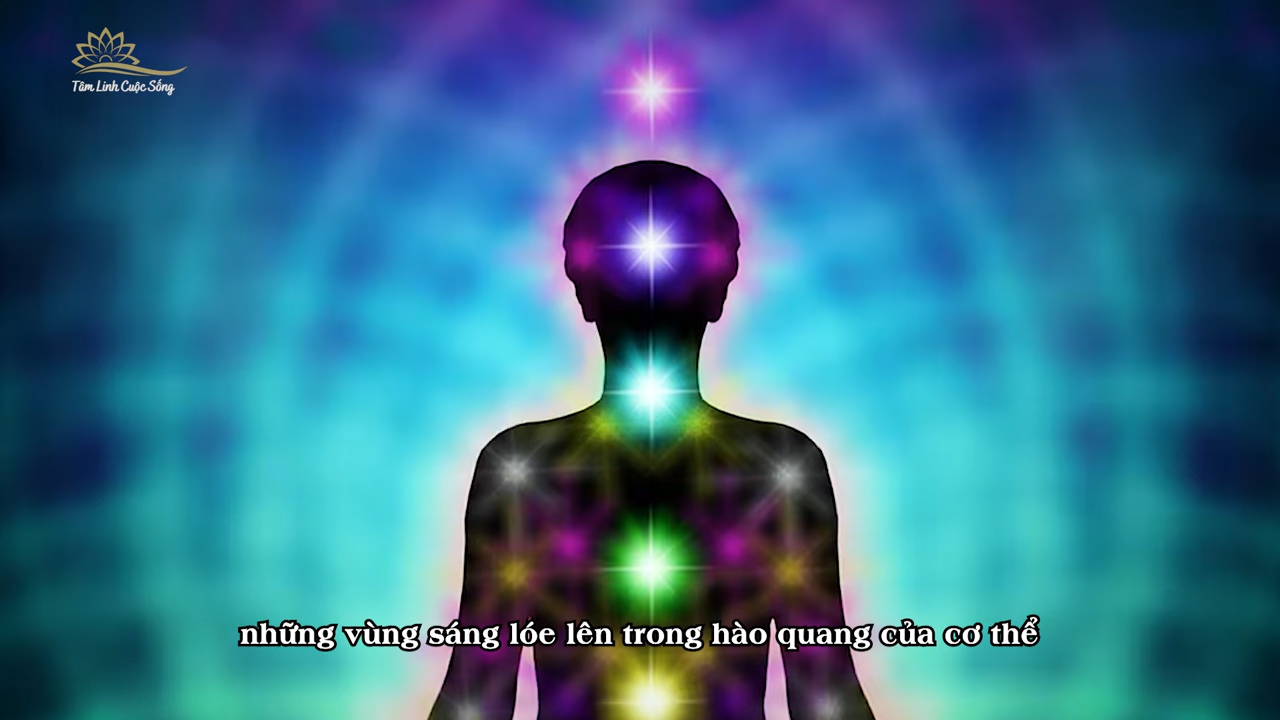 Tâm Linh Cuộc Sống
những vùng sáng lóe lên trong hào quang của cơ thể